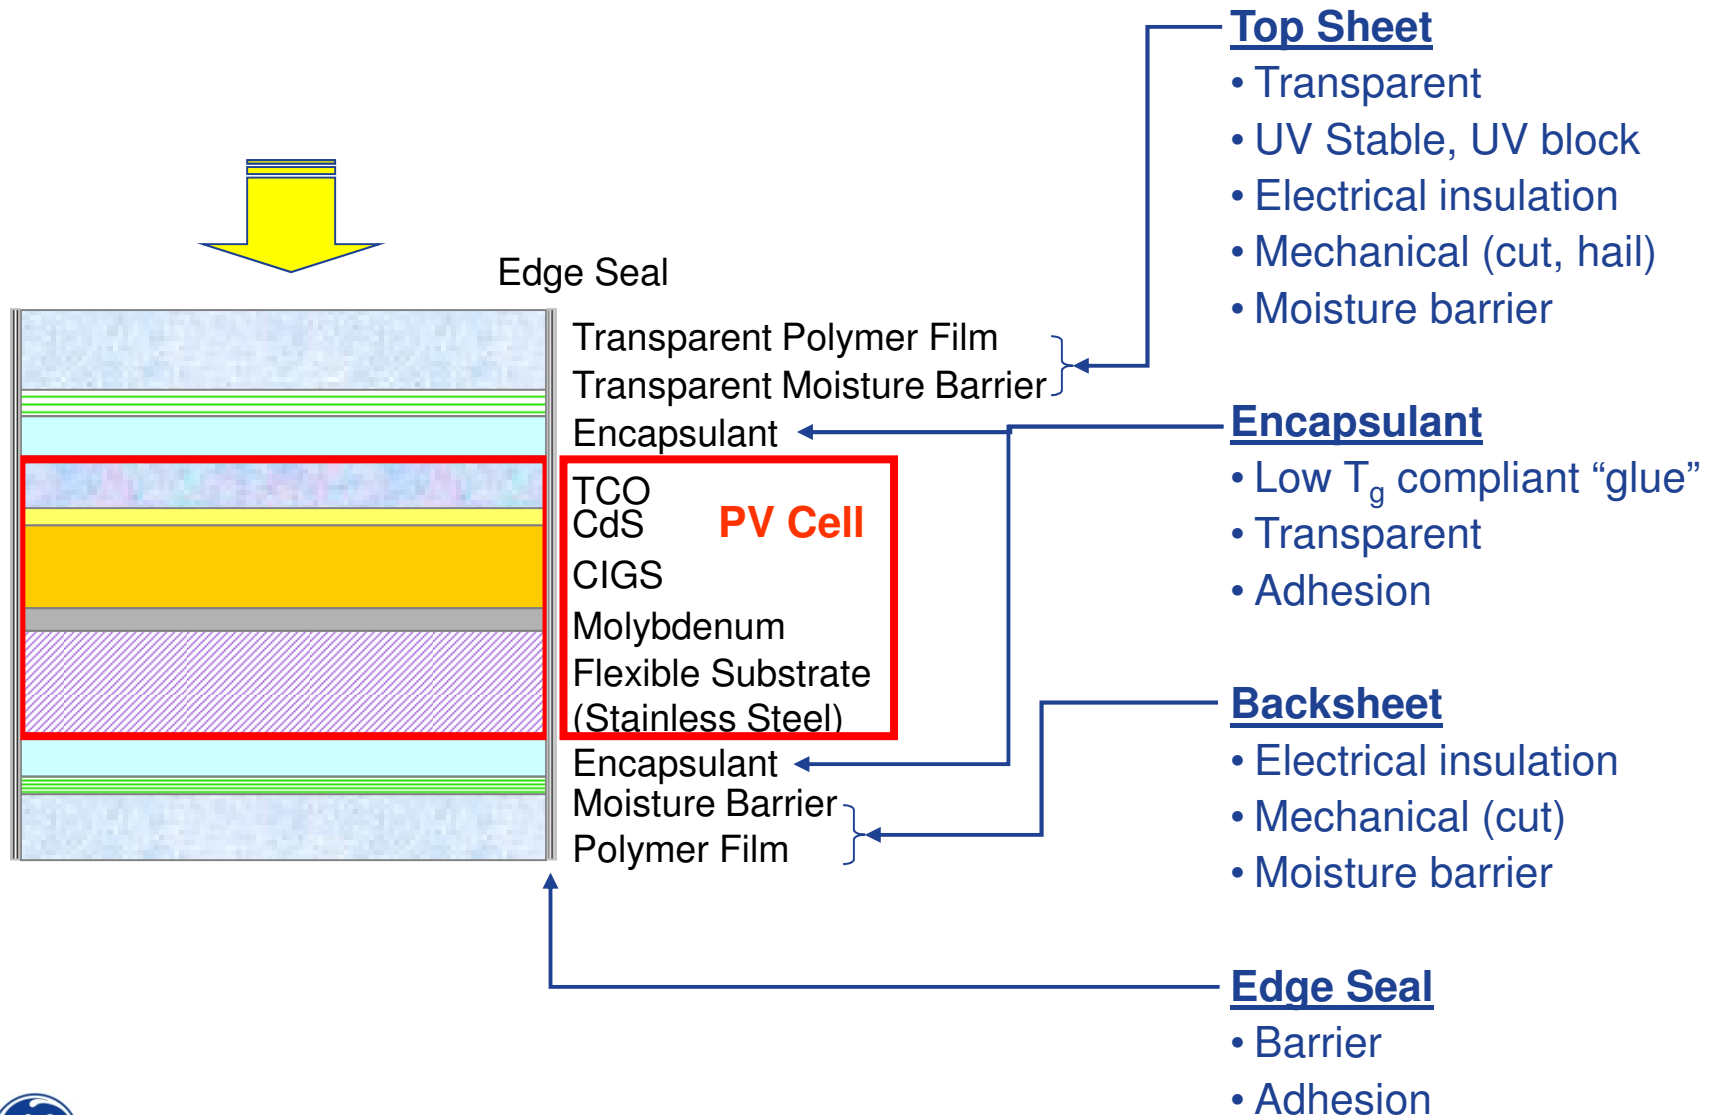 Top Sheet
• Transparent
• UV Stable, UV block
• Electrical insulation
• Mechanical (cut, hail)
• Moisture barrier
Edge Seal
Transparent Polymer Film
Transparent Moisture Barrier
Encapsulant
TCO
CdS
PV Cell
CIGS
Molybdenum
Flexible Substrate
(Stainless Steel)
Encapsulant
Moisture Barrier
Polymer Film
Encapsulant
• Low Tg compliant “glue”
• Transparent
• Adhesion
Backsheet
• Electrical insulation
• Mechanical (cut)
• Moisture barrier
Edge Seal
• Barrier
• Adhesion